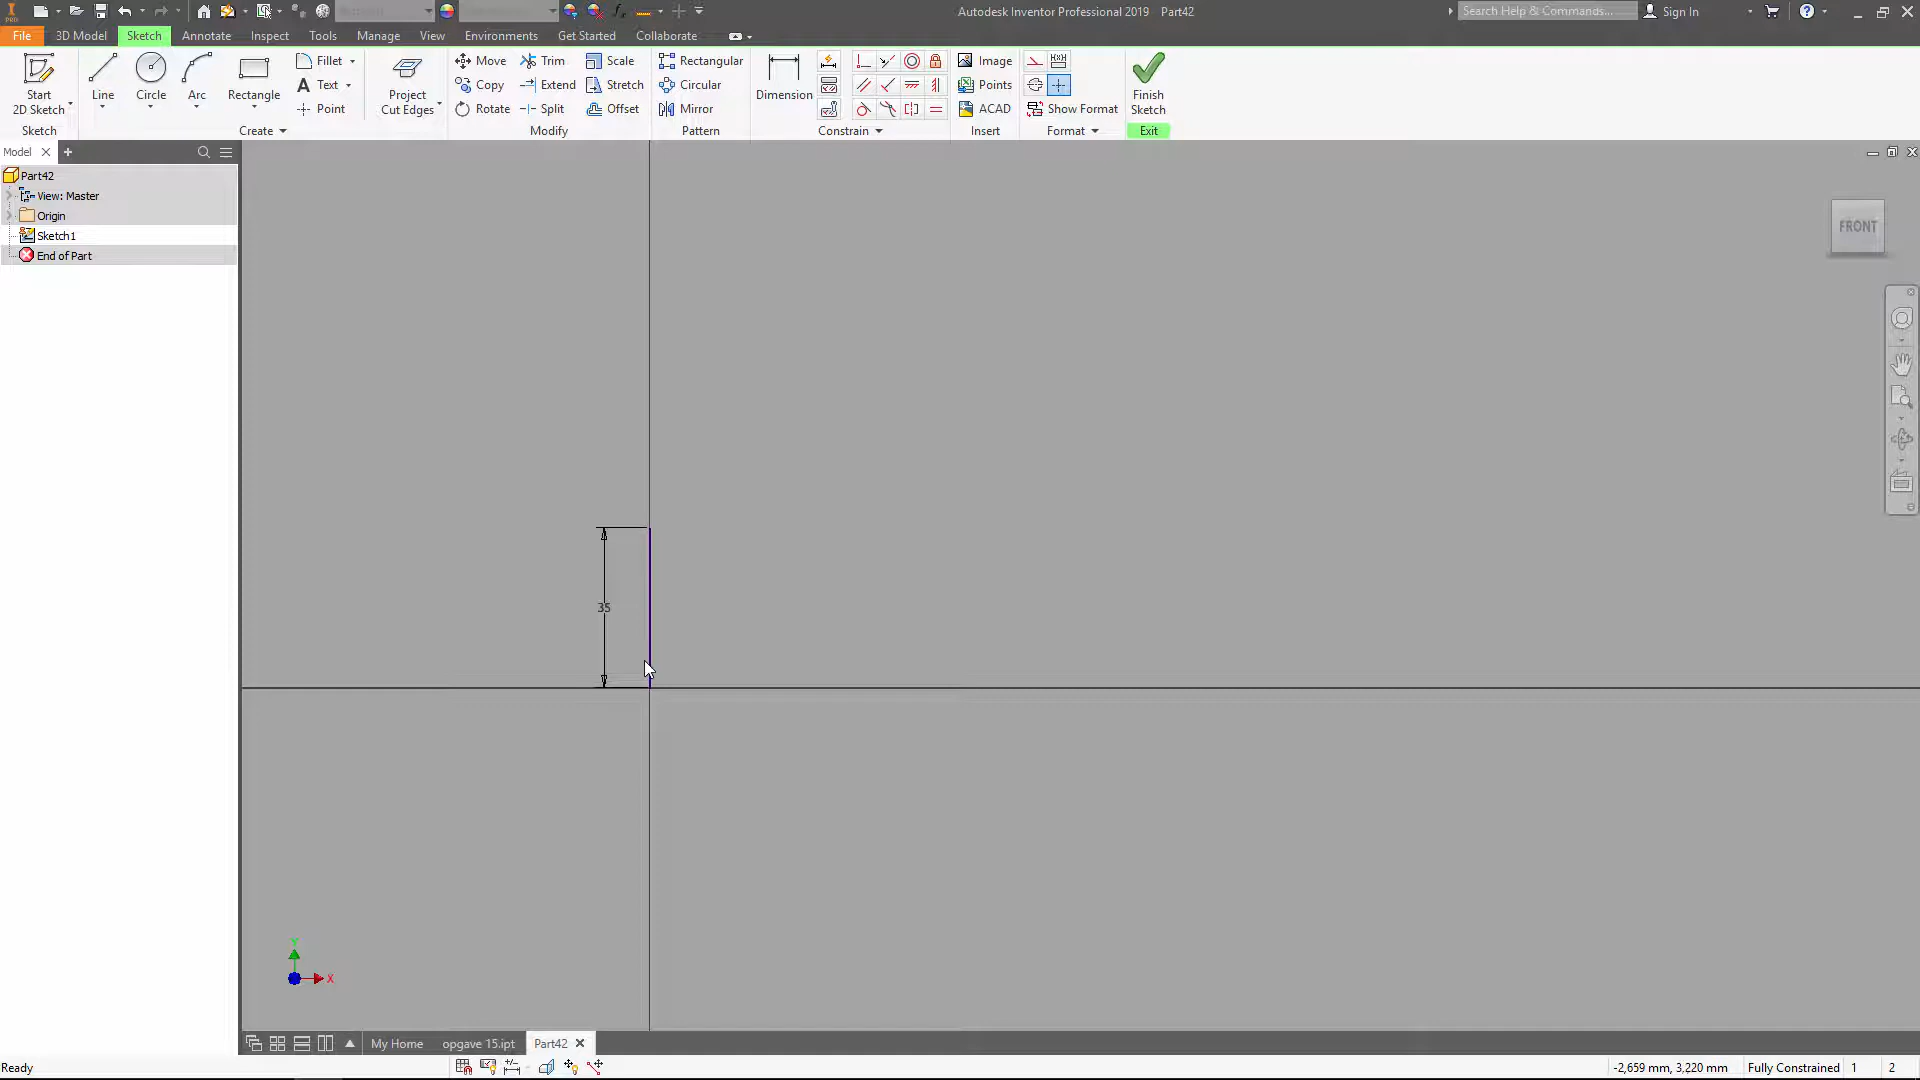 Autodesk Inventor Professional 2019 Part42
Search Help & Commands...
Sign In
File 3D Model Sketch Annotate Inspect Tools Manage View Environments Get Started Collaborate
Start
2D Sketch
Line
Circle
Arc
Rectangle
Fillet
Text
Point
Project
Cut Edges
Move
Copy
Rotate
Trim
Extend
Split
Scale
Stretch
Offset
Rectangular
Circular
Mirror
Dimension
Image
Points
ACAD
Show Format
Finish
Sketch
Sketch Create Modify Pattern Constrain Insert Format Exit
Model
Part42
View: Master
Origin
Sketch1
End of Part
FRONT
35
Y
X
My Home opgave 15.ipt Part42
Ready
-2,659 mm, 3,220 mm Fully Constrained 1 2